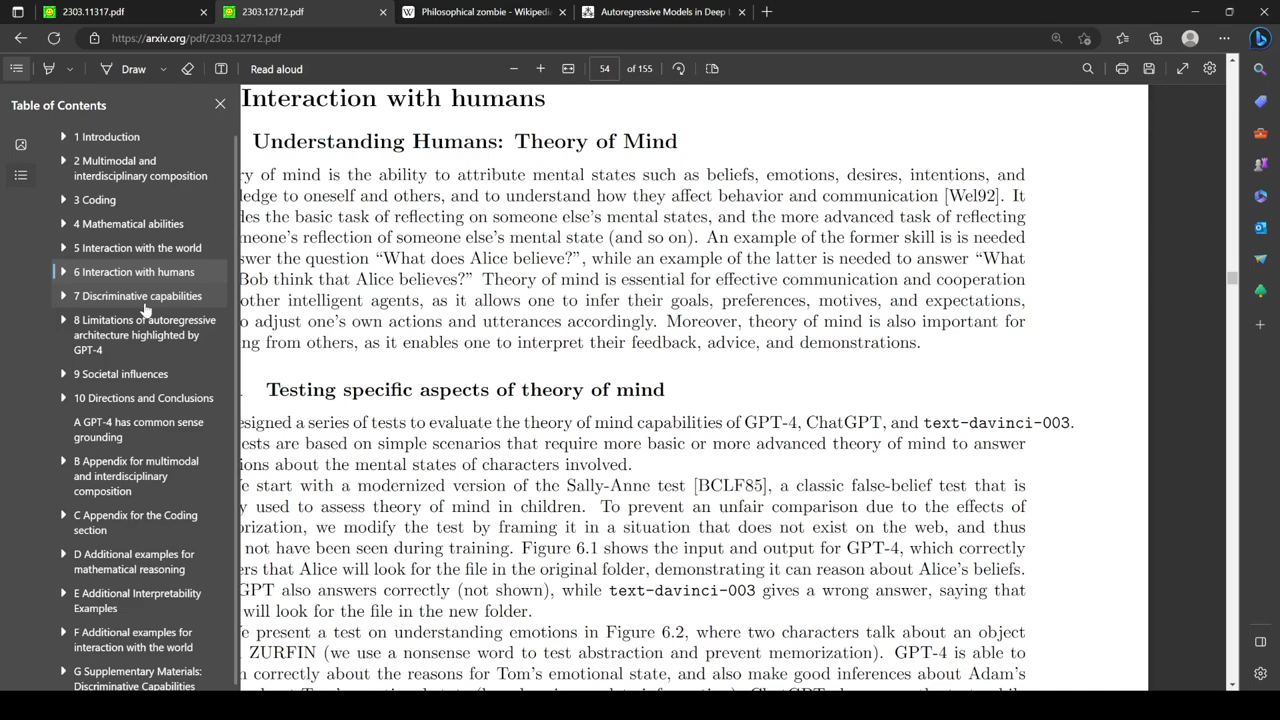 2303.11317.pdf
2303.12712.pdf
W Philosophical zombie - Wikipedi
Autoregressive Models in Deep L
https://arxiv.org/pdf/2303.12712.pdf
Draw
Read aloud
54 of 155
Table of Contents
1 Introduction
2 Multimodal and
interdisciplinary composition
3 Coding
4 Mathematical abilities
5 Interaction with the world
6 Interaction with humans
7 Discriminative capabilities
8 Limitations of autoregressive
architecture highlighted by
GPT-4
9 Societal influences
10 Directions and Conclusions
A GPT-4 has common sense
grounding
B Appendix for multimodal
and interdisciplinary
composition
C Appendix for the Coding
section
D Additional examples for
mathematical reasoning
E Additional Interpretability
Examples
F Additional examples for
interaction with the world
G Supplementary Materials:
Discriminative Capabilities
Interaction with humans
Understanding Humans: Theory of Mind
ry of mind is the ability to attribute mental states such as beliefs, emotions, desires, intentions, and
ledge to oneself and others, and to understand how they affect behavior and communication [Wel92]. It
des the basic task of reflecting on someone else's mental states, and the more advanced task of reflecting
meone's reflection of someone else's mental state (and so on). An example of the former skill is is needed
swer the question "What does Alice believe?", while an example of the latter is needed to answer "What
Bob think that Alice believes?" Theory of mind is essential for effective communication and cooperation
other intelligent agents, as it allows one to infer their goals, preferences, motives, and expectations,
o adjust one's own actions and utterances accordingly. Moreover, theory of mind is also important for
ng from others, as it enables one to interpret their feedback, advice, and demonstrations.
Testing specific aspects of theory of mind
esigned a series of tests to evaluate the theory of mind capabilities of GPT-4, ChatGPT, and text-davinci-003.
ests are based on simple scenarios that require more basic or more advanced theory of mind to answer
ions about the mental states of characters involved.
e start with a modernized version of the Sally-Anne test [BCLF85], a classic false-belief test that is
y used to assess theory of mind in children. To prevent an unfair comparison due to the effects of
orization, we modify the test by framing it in a situation that does not exist on the web, and thus
not have been seen during training. Figure 6.1 shows the input and output for GPT-4, which correctly
ers that Alice will look for the file in the original folder, demonstrating it can reason about Alice's beliefs.
GPT also answers correctly (not shown), while text-davinci-003 gives a wrong answer, saying that
will look for the file in the new folder.
e present a test on understanding emotions in Figure 6.2, where two characters talk about an object
ZURFIN (we use a nonsense word to test abstraction and prevent memorization). GPT-4 is able to
n correctly about the reasons for Tom's emotional state, and also make good inferences about Adam's